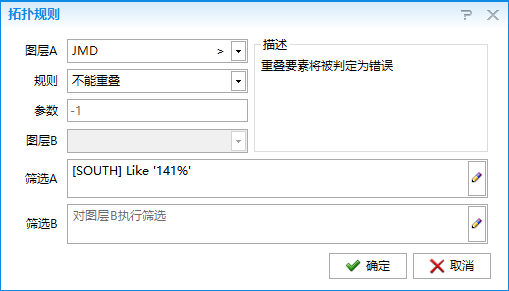 拓扑规则
图层A JMD >
规则 不能重叠
参数 -1
图层B
描述
重叠要素将被判定为错误
筛选A [SOUTH] Like '141%'
筛选B 对图层B执行筛选
确定 取消